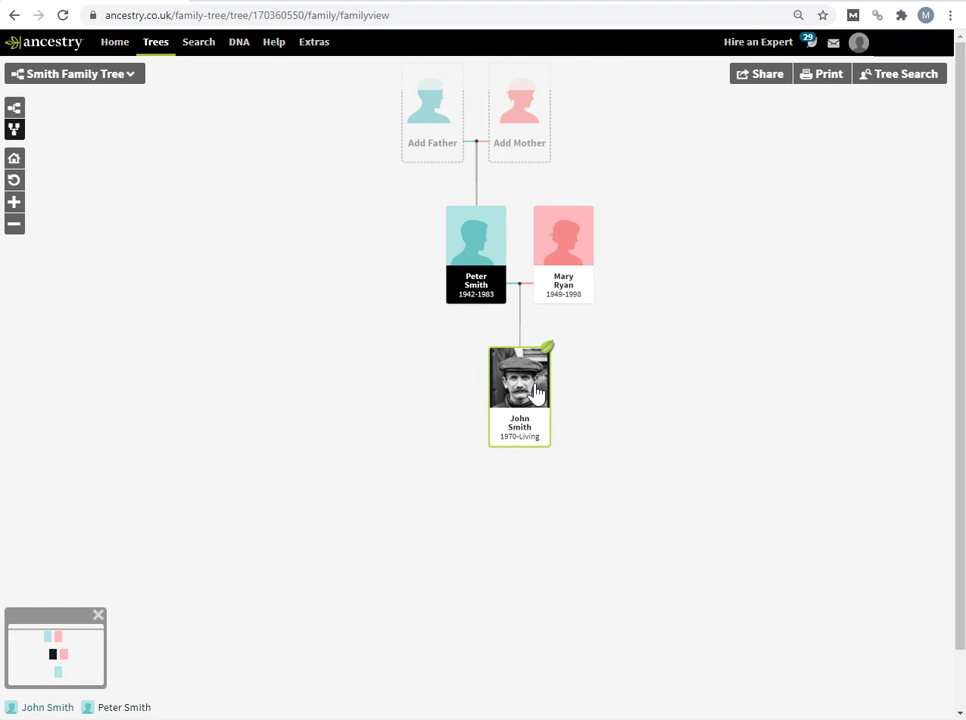 ancestry.co.uk/family-tree/tree/170360550/family/familyview
M
M
ancestry
Home
Trees
Search
DNA
Help
Extras
Hire an Expert
29
Smith Family Tree
Share
Print
Tree Search
Add Father
Add Mother
Peter
Smith
1942-1983
Mary
Ryan
1949-1998
John
Smith
1970-Living
John Smith
Peter Smith